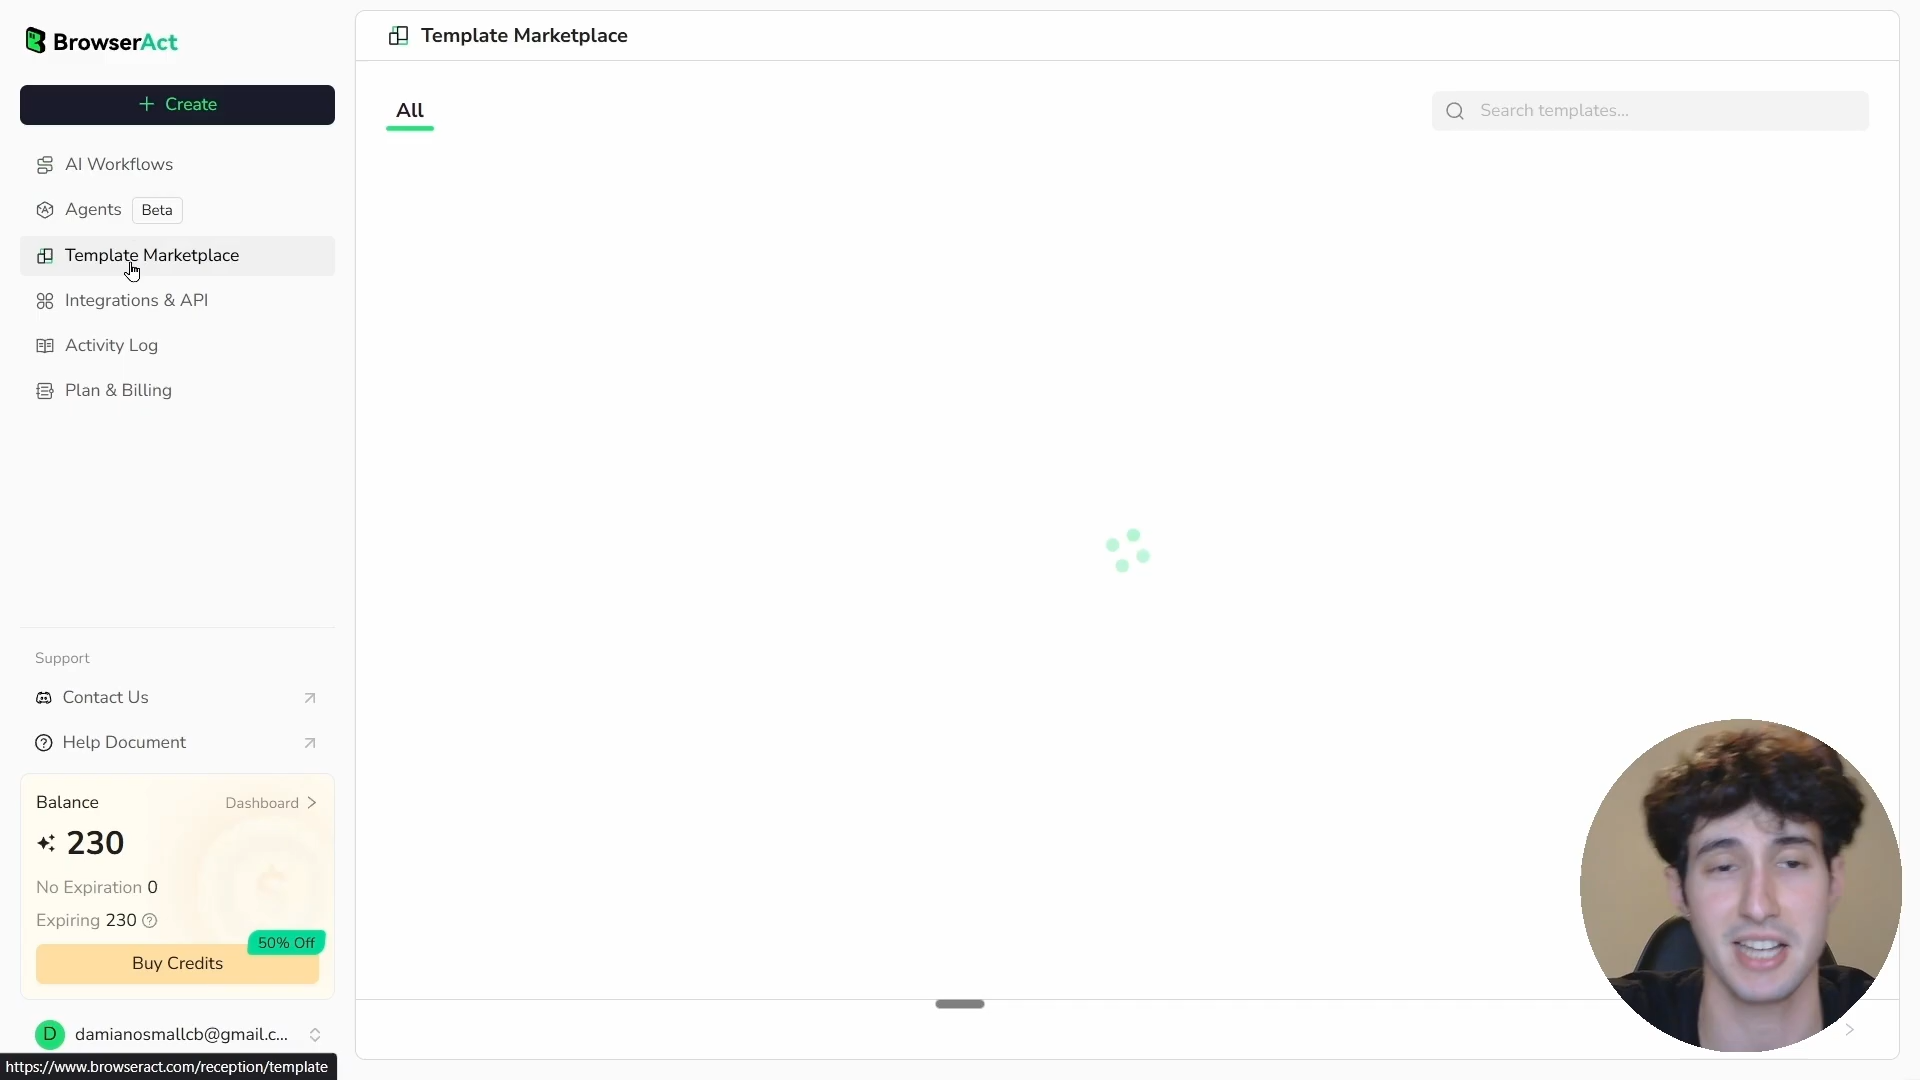 BrowserAct
Create
AI Workflows
Agents Beta
Template Marketplace
Integrations & API
Activity Log
Plan & Billing
Support
Contact Us
Help Document
Balance Dashboard
230
No Expiration 0
Expiring 230
50% Off
Buy Credits
D damianosmallcb@gmail.c...
https://www.browseract.com/reception/template
Template Marketplace
All
Search templates...